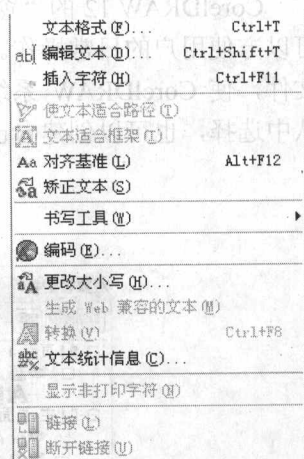 文本格式(F)... Ctrl+T
ab 编辑文本(D)... Ctrl+Shift+T
插入字符(H) Ctrl+F11
使文本适合路径(T)
A 文本适合框架(T)
Aa 对齐基准(L) Alt+F12
a 矫正文本(S)
书写工具(W)
编码(E)...
aA 更改大小写(H)...
生成 Web 兼容的文本(M)
转换(V) Ctrl+F8
abc 文本统计信息(C)...
显示非打印字符(N)
链接(L)
断开链接(U)